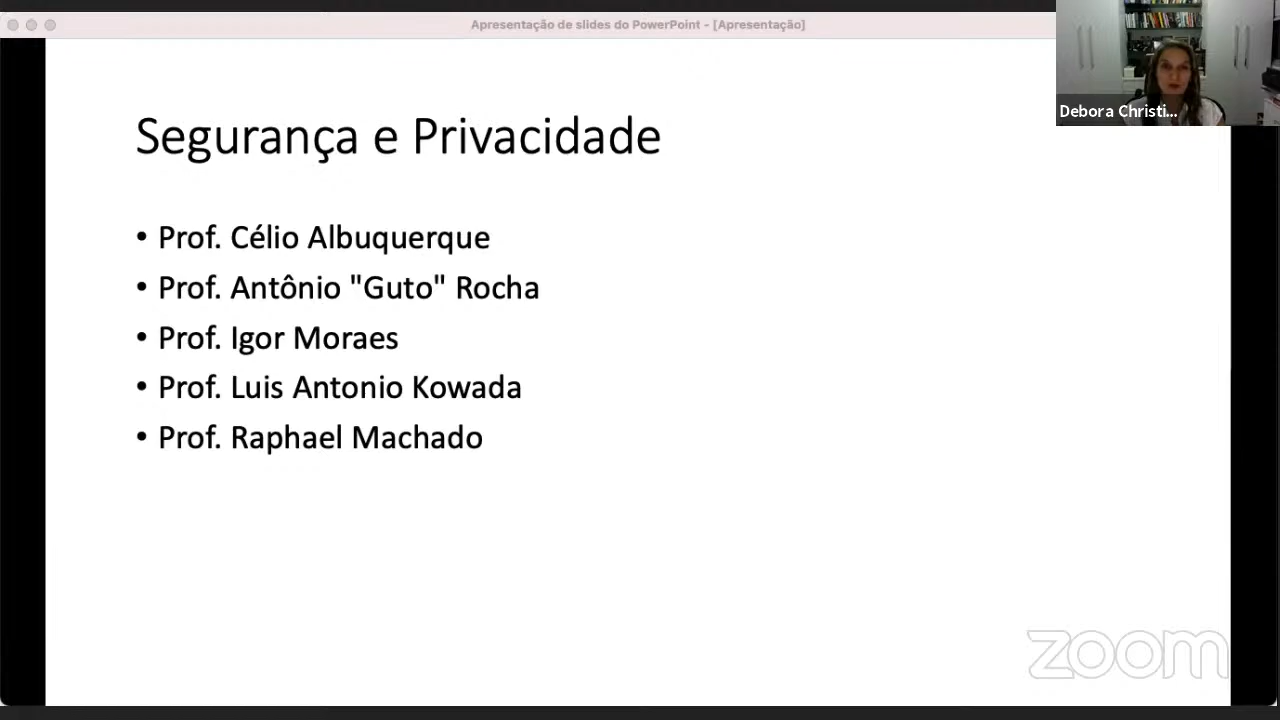 Apresentação de slides do PowerPoint - [Apresentação]
Debora Christi...
Segurança e Privacidade
• Prof. Célio Albuquerque
• Prof. Antônio "Guto" Rocha
• Prof. Igor Moraes
• Prof. Luis Antonio Kowada
• Prof. Raphael Machado
zoom